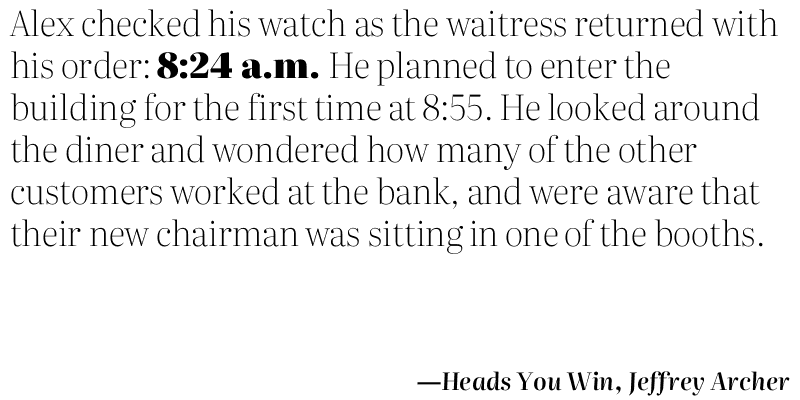 Alex checked his watch as the waitress returned with
his order: 8:24 a.m. He planned to enter the
building for the first time at 8:55. He looked around
the diner and wondered how many of the other
customers worked at the bank, and were aware that
their new chairman was sitting in one of the booths.
—Heads You Win, Jeffrey Archer